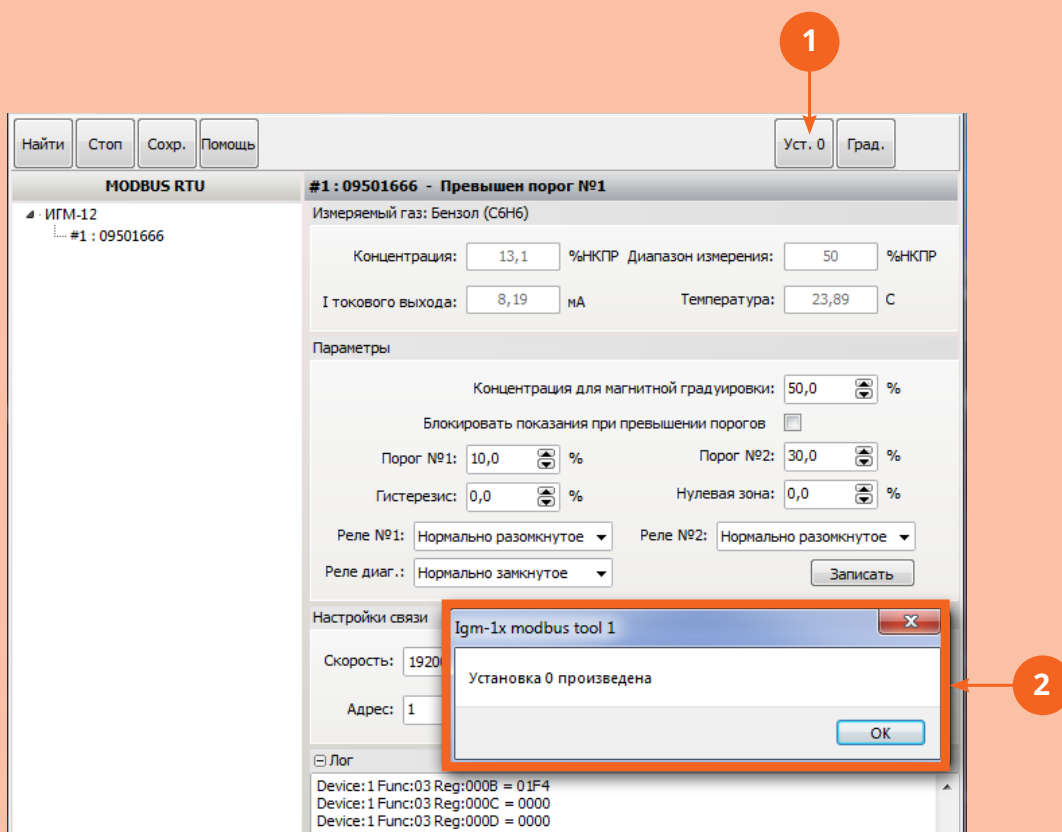 1
Найти Стоп Сохр. Помощь Уст. 0 Град.
MODBUS RTU
ИГМ-12
#1 : 09501666
#1 : 09501666 - Превышен порог №1
Измеряемый газ: Бензол (C6H6)
Концентрация: 13,1 %НКПР Диапазон измерения: 50 %НКПР
I токового выхода: 8,19 мА Температура: 23,89 С
Параметры
Концентрация для магнитной градуировки: 50,0 %
Блокировать показания при превышении порогов
Порог №1: 10,0 % Порог №2: 30,0 %
Гистерезис: 0,0 % Нулевая зона: 0,0 %
Реле №1: Нормально разомкнутое Реле №2: Нормально разомкнутое
Реле диаг.: Нормально замкнутое Записать
Настройки связи
Скорость: 1920
Адрес: 1
Igm-1x modbus tool 1
Установка 0 произведена
OK
2
Лог
Device:1 Func:03 Reg:000B = 01F4
Device:1 Func:03 Reg:000C = 0000
Device:1 Func:03 Reg:000D = 0000